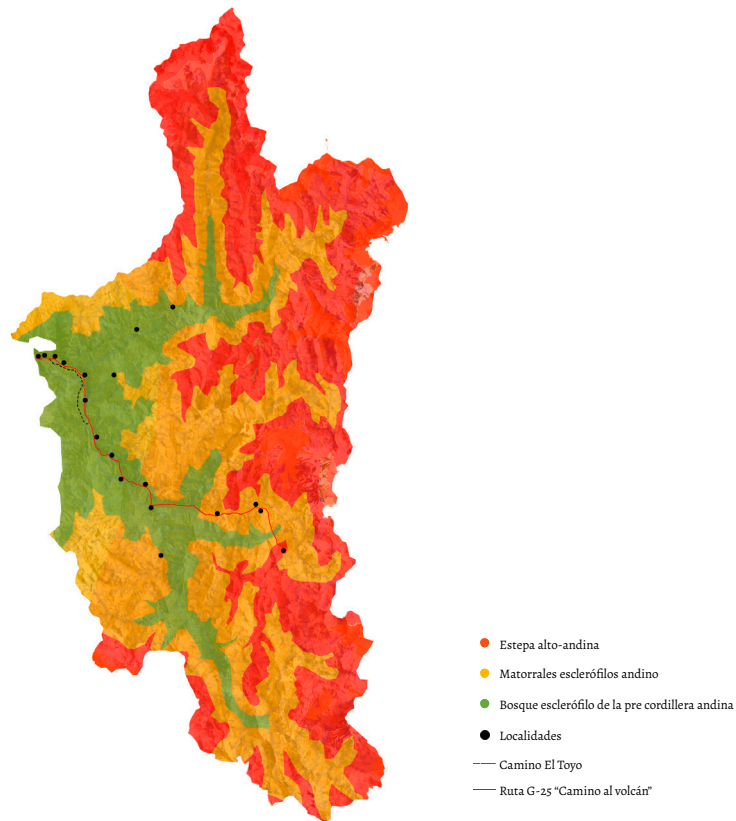 Estepa alto-andina
Matorrales esclerófilos andino
Bosque esclerófilo de la pre cordillera andina
Localidades
Camino El Toyo
Ruta G-25 “Camino al volcán”